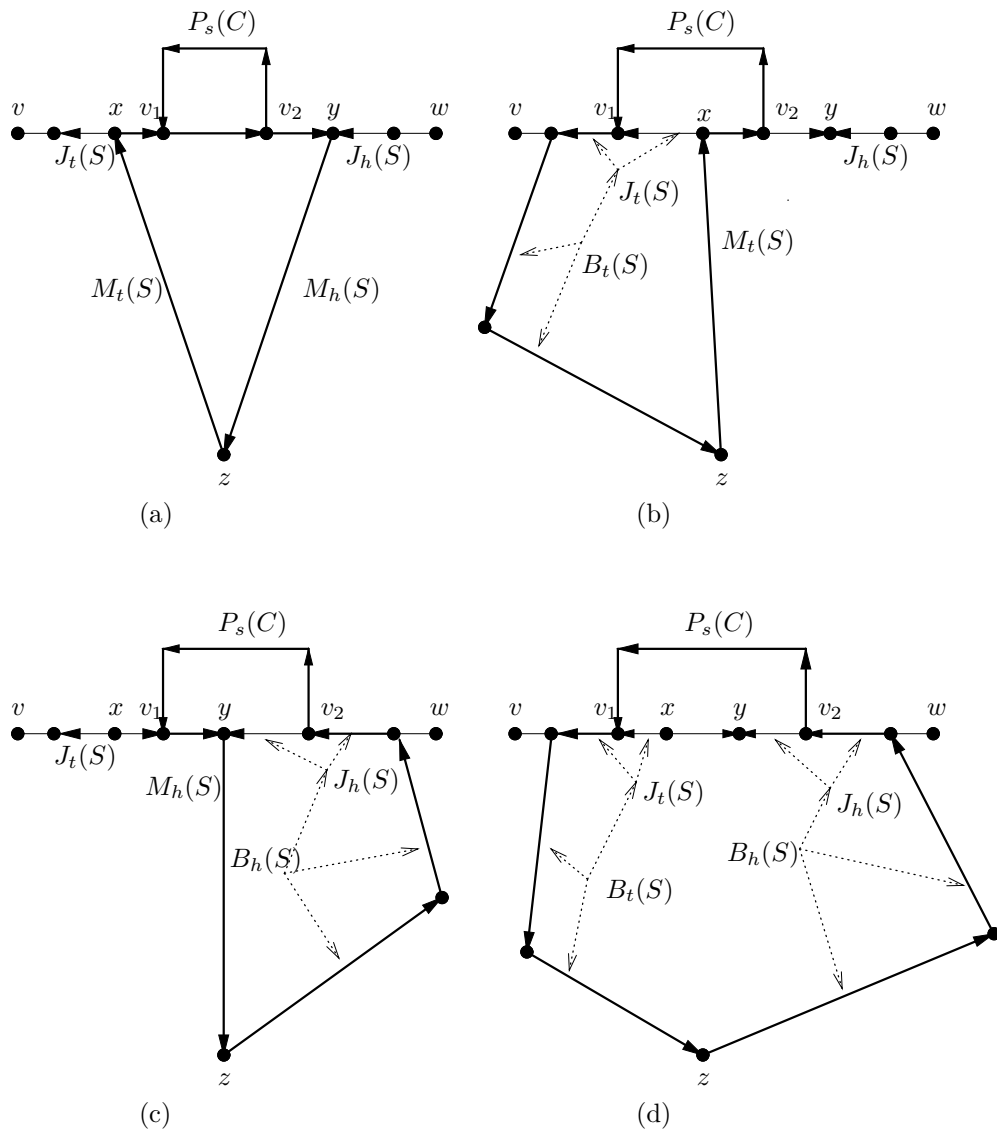 P_s(C) P_s(C)
v x v_1 v_2 y w v v_1 x v_2 y w
J_t(S) J_h(S) J_t(S) J_h(S)
M_t(S) M_h(S) B_t(S) M_t(S)
z z
(a) (b)
P_s(C) P_s(C)
v x v_1 y v_2 w v v_1 x y v_2 w
J_t(S) M_h(S) J_h(S) J_t(S) J_h(S)
B_h(S) B_t(S) B_h(S)
z z
(c) (d)